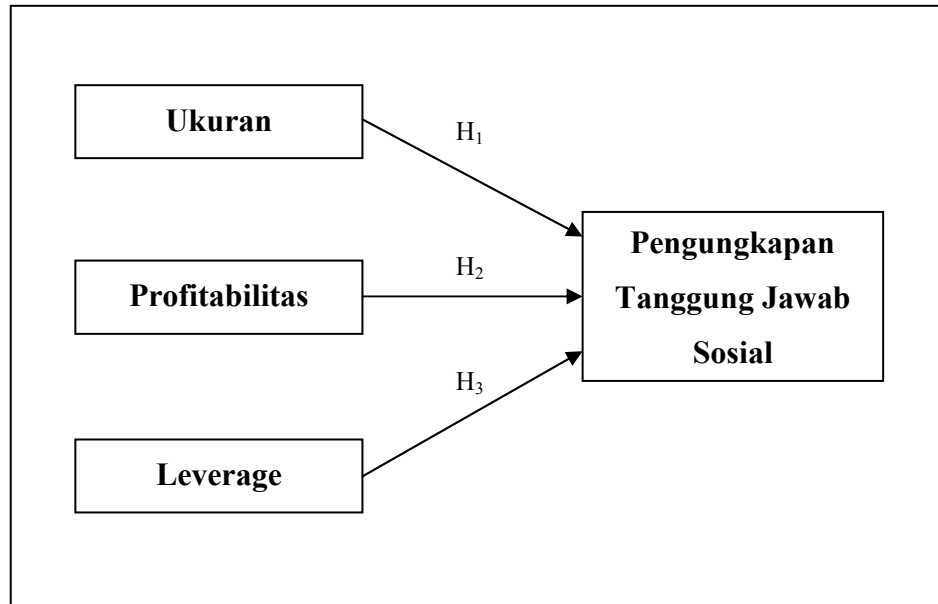 Ukuran
H₁
Profitabilitas
H₂
Leverage
H₃
Pengungkapan
Tanggung Jawab
Sosial